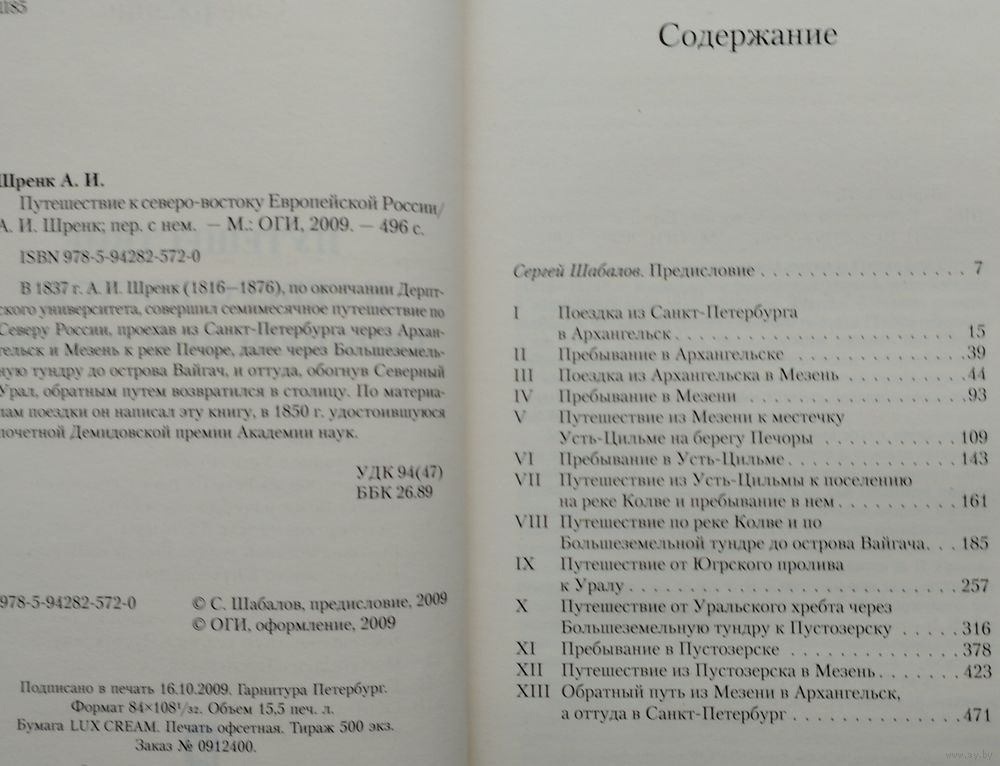 Шренк А. И.
Путешествие к северо-востоку Европейской России/
А. И. Шренк; пер. с нем. — М.: ОГИ, 2009. — 496 с.
ISBN 978-5-94282-572-0
В 1837 г. А. И. Шренк (1816—1876), по окончании Дерпт-
ского университета, совершил семимесячное путешествие по
Северу России, проехав из Санкт-Петербурга через Архан-
гельск и Мезень к реке Печоре, далее через Большеземель-
ную тундру до острова Вайгач, и оттуда, обогнув Северный
Урал, обратным путем возвратился в столицу. По материа-
лам поездки он написал эту книгу, в 1850 г. удостоившуюся
почетной Демидовской премии Академии наук.
УДК 94(47)
ББК 26.89
978-5-94282-572-0
© С. Шабалов, предисловие, 2009
© ОГИ, оформление, 2009
Подписано в печать 16.10.2009. Гарнитура Петербург.
Формат 84×108 1/32. Объем 15,5 печ. л.
Бумага LUX CREAM. Печать офсетная. Тираж 500 экз.
Заказ № 0912400.
Содержание
Сергей Шабалов. Предисловие . . . . . . . . . . . . . . . . . 7
I Поездка из Санкт-Петербурга
в Архангельск . . . . . . . . . . . . . . . . . . . . . . . 15
II Пребывание в Архангельске . . . . . . . . . . . . . .39
III Поездка из Архангельска в Мезень . . . . . . . . . . 44
IV Пребывание в Мезени . . . . . . . . . . . . . . . . . .93
V Путешествие из Мезени к местечку
Усть-Цильме на берегу Печоры . . . . . . . . . . . 109
VI Пребывание в Усть-Цильме . . . . . . . . . . . . . . 143
VII Путешествие из Усть-Цильмы к поселению
на реке Колве и пребывание в нем . . . . . . . . . . 161
VIII Путешествие по реке Колве и по
Большеземельной тундре до острова Вайгача. . . 185
IX Путешествие от Югрского пролива
к Уралу . . . . . . . . . . . . . . . . . . . . . . . . . . 257
X Путешествие от Уральского хребта через
Большеземельную тундру к Пустозерску . . . . . 316
XI Пребывание в Пустозерске . . . . . . . . . . . . . . 378
XII Путешествие из Пустозерска в Мезень . . . . . . . 423
XIII Обратный путь из Мезени в Архангельск,
а оттуда в Санкт-Петербург . . . . . . . . . . . . . . 471
www.ay.by